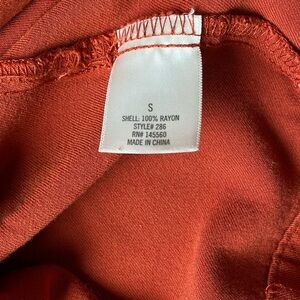 S
SHELL: 100% RAYON
STYLE# 286
RN# 145560
MADE IN CHINA